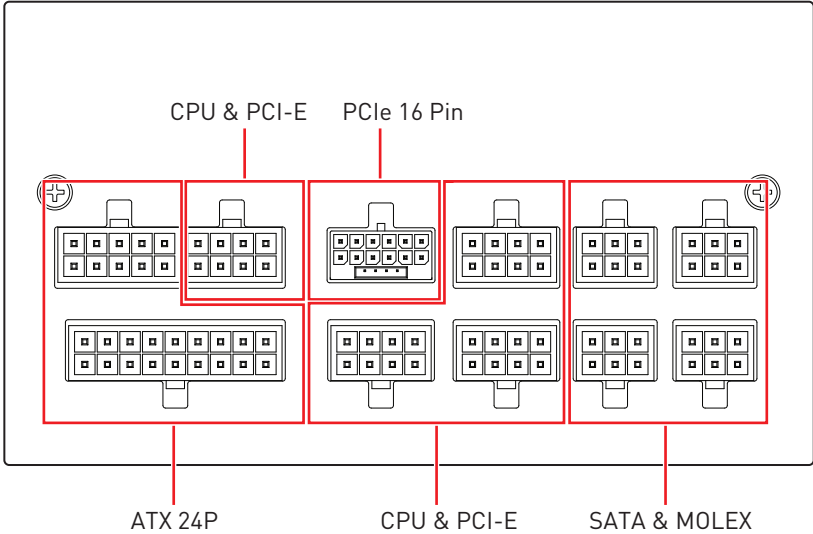 CPU & PCI-E
PCIe 16 Pin
ATX 24P
CPU & PCI-E
SATA & MOLEX